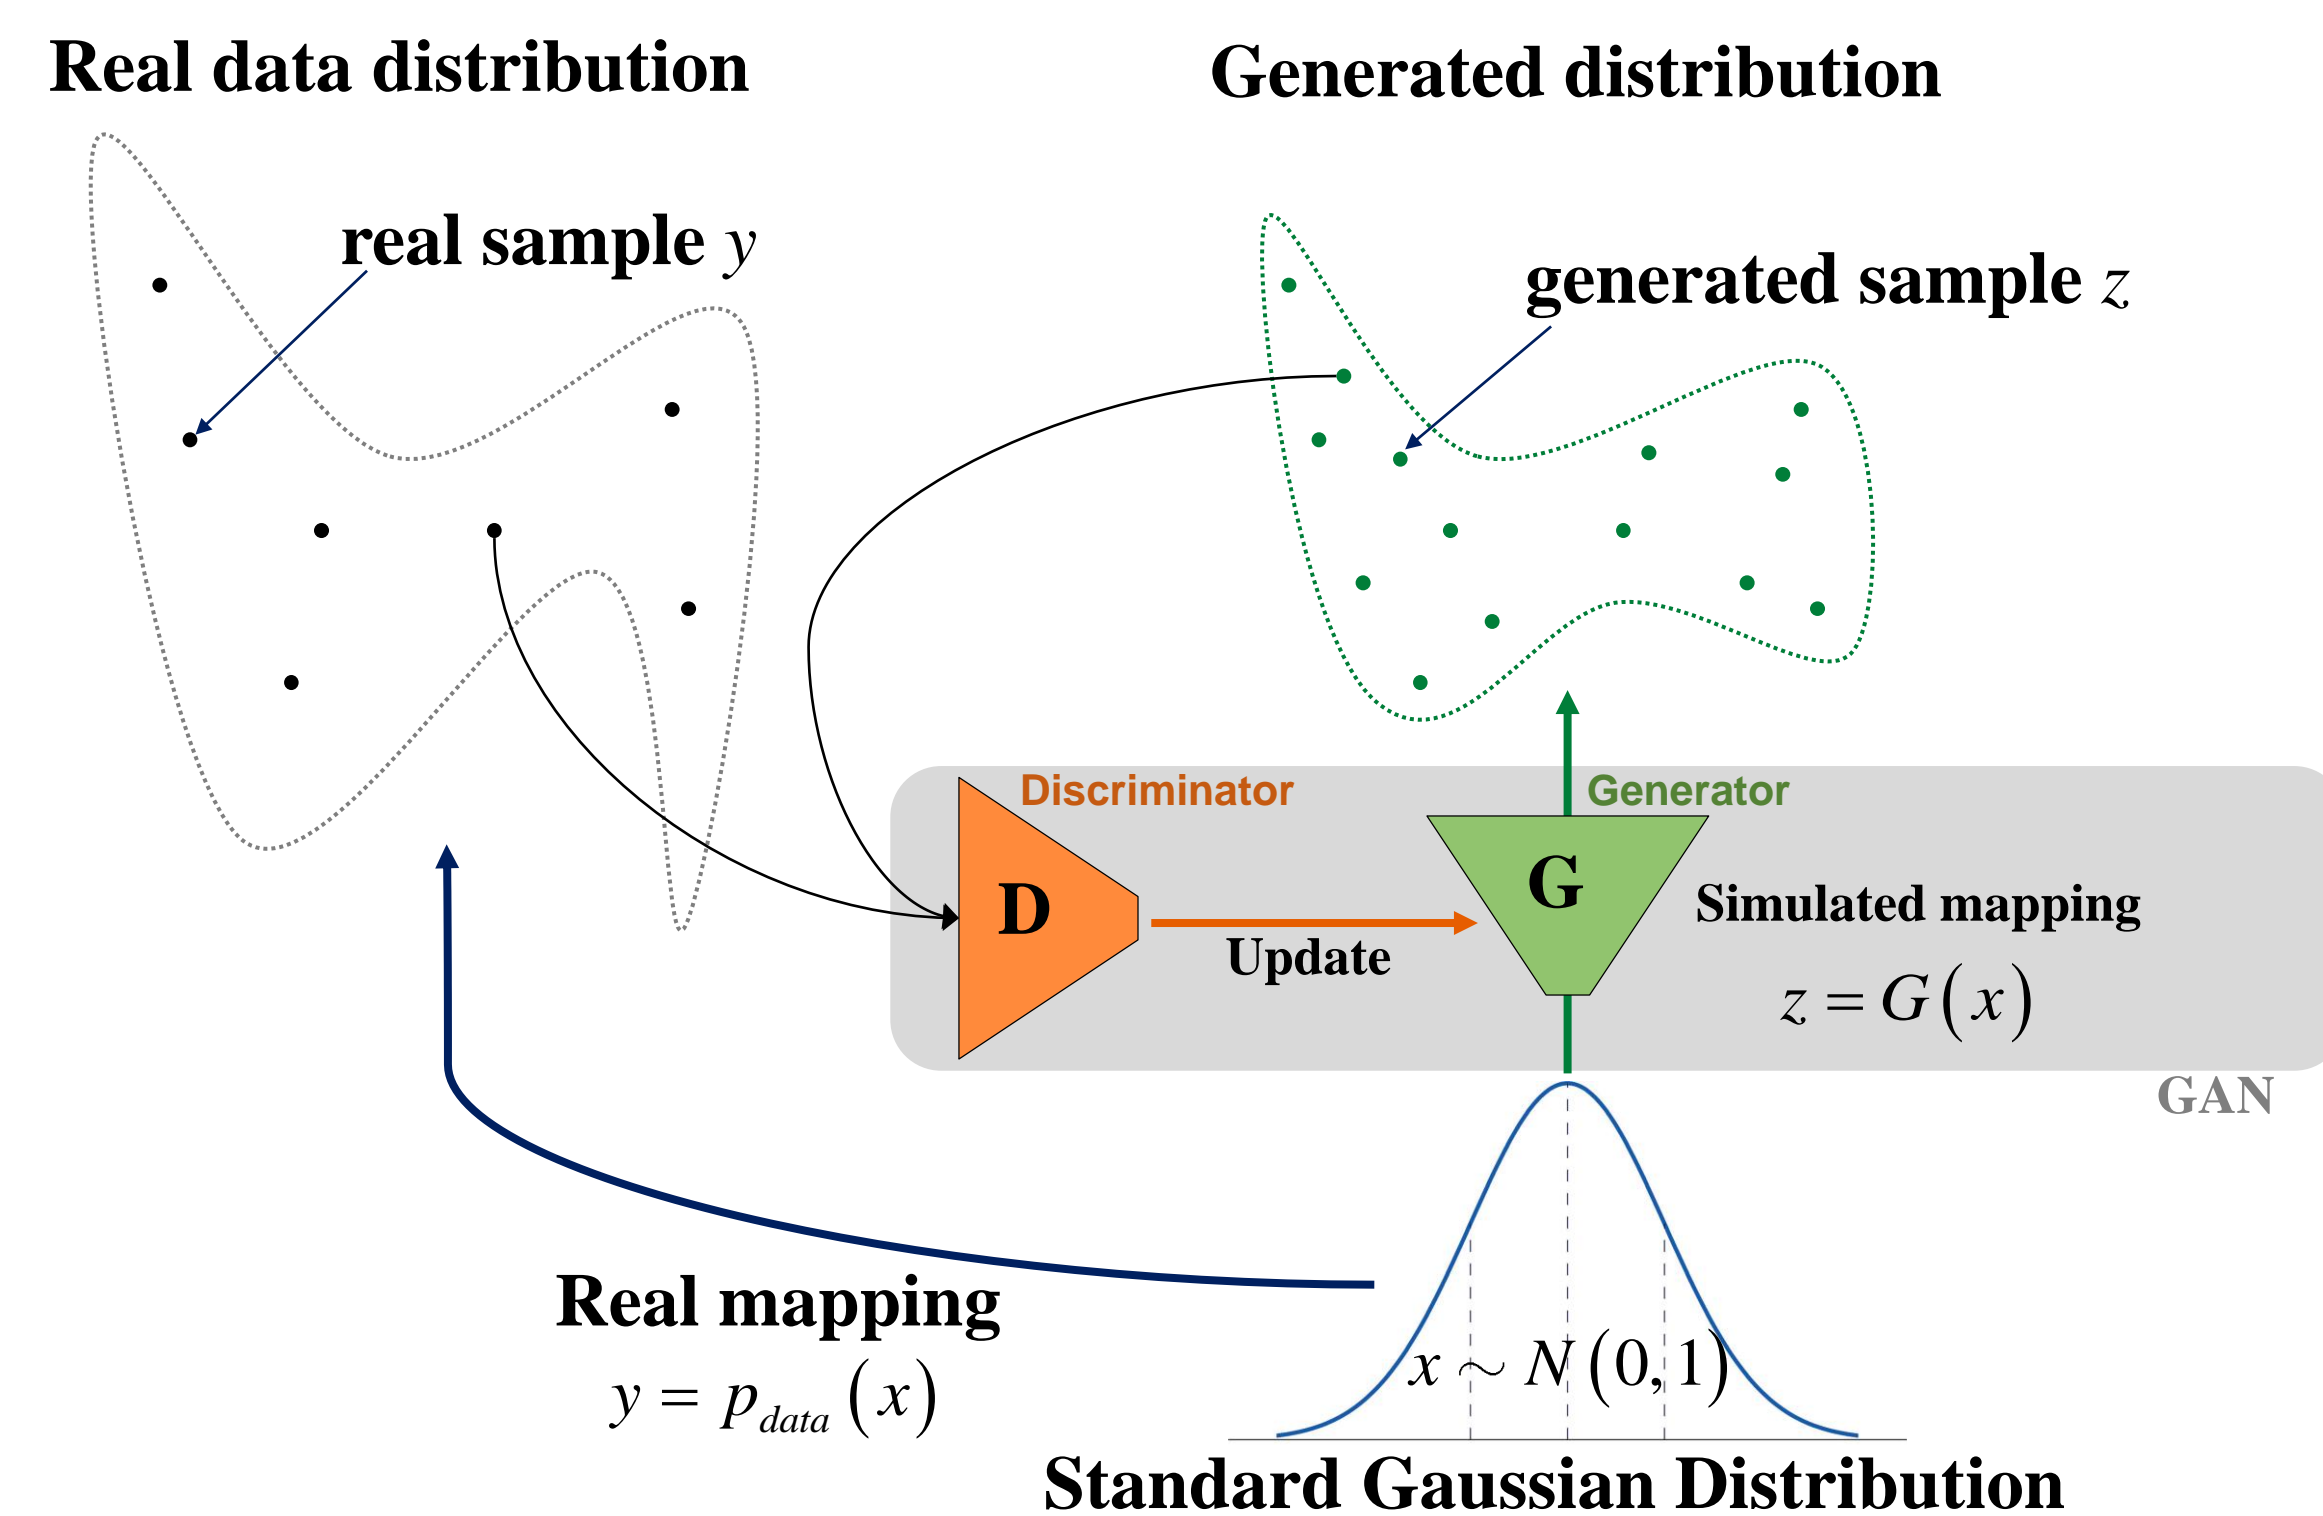 Real data distribution
Generated distribution
real sample y
generated sample z
Discriminator
Generator
D
G
Simulated mapping
Update
z = G(x)
GAN
Real mapping
y = p_data (x)
x ~ N(0,1)
Standard Gaussian Distribution